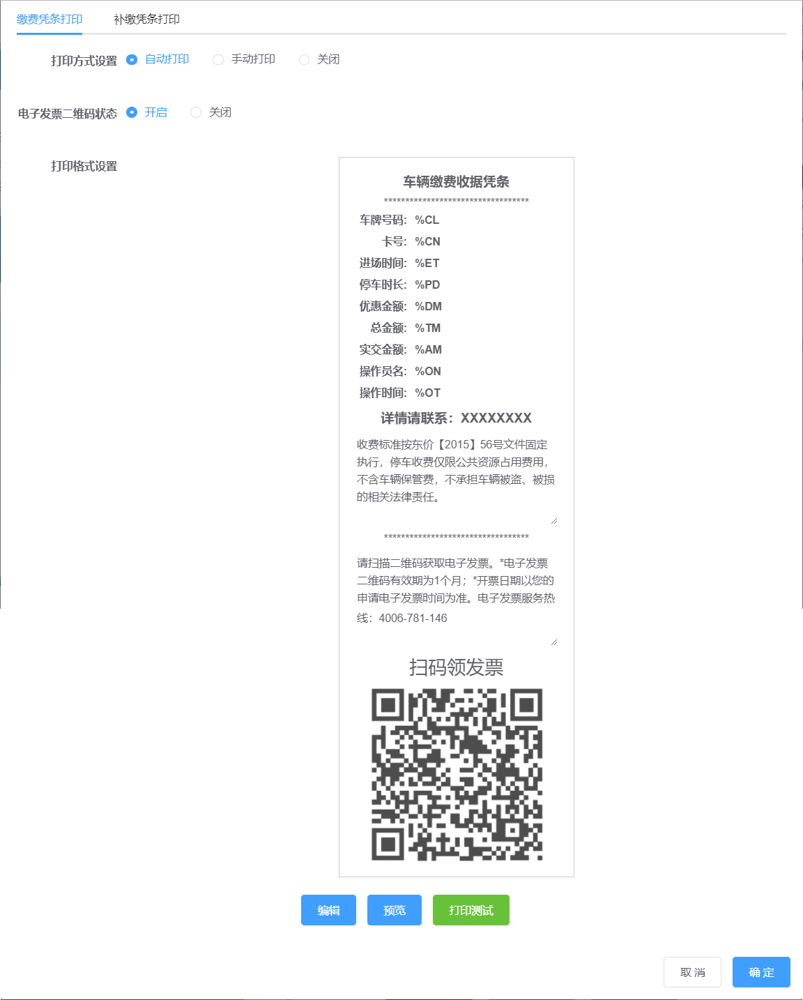 缴费凭条打印 补缴凭条打印
打印方式设置 自动打印 手动打印 关闭
电子发票二维码状态 开启 关闭
打印格式设置
车辆缴费收据凭条
**********************************
车牌号码： %CL
卡号： %CN
进场时间： %ET
停车时长： %PD
优惠金额： %DM
总金额： %TM
实交金额： %AM
操作员名： %ON
操作时间： %OT
详情请联系：XXXXXXXX
收费标准按东价【2015】56号文件固定
执行，停车收费仅限公共资源占用费用，
不含车辆保管费，不承担车辆被盗、被损
的相关法律责任。
**********************************
请扫描二维码获取电子发票。*电子发票
二维码有效期为1个月；*开票日期以您的
申请电子发票时间为准。电子发票服务热
线：4006-781-146
扫码领发票
编辑 预览 打印测试
取消 确定